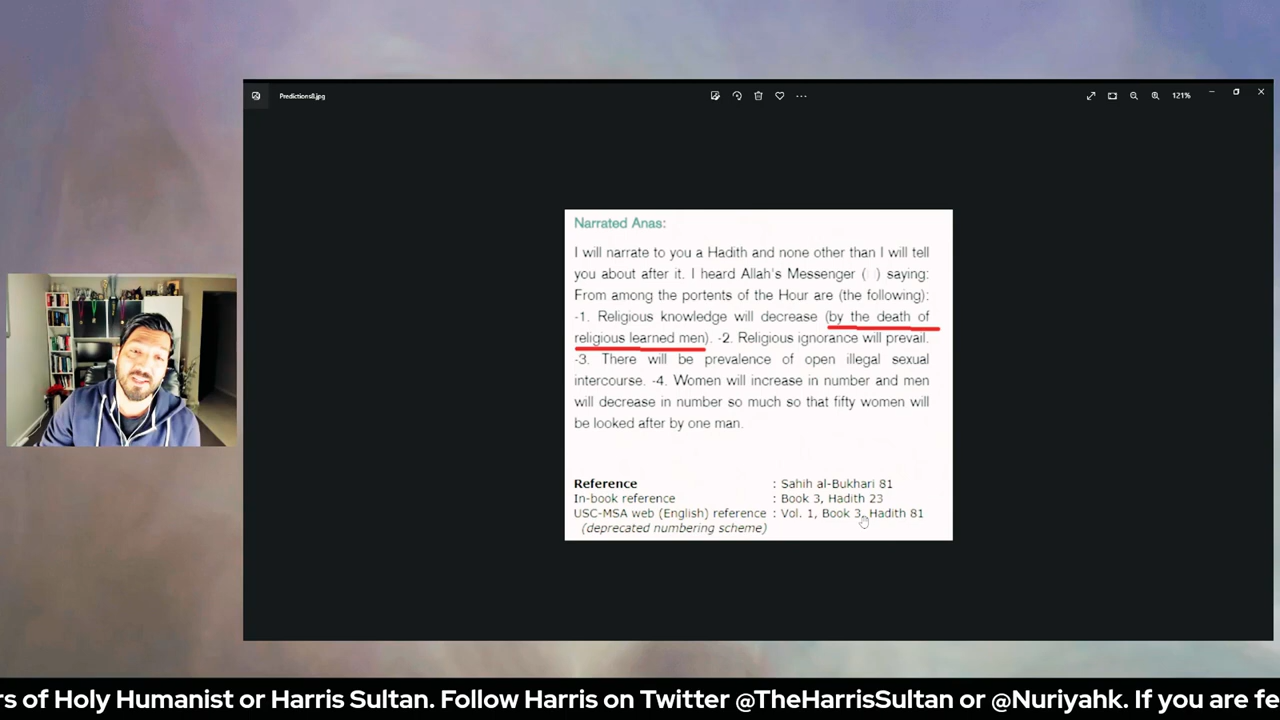 Predictions8.jpg
121%
Narrated Anas:
I will narrate to you a Hadith and none other than I will tell
you about after it. I heard Allah's Messenger ( ) saying:
From among the portents of the Hour are (the following):
-1. Religious knowledge will decrease (by the death of
religious learned men). -2. Religious ignorance will prevail.
-3. There will be prevalence of open illegal sexual
intercourse. -4. Women will increase in number and men
will decrease in number so much so that fifty women will
be looked after by one man.
Reference : Sahih al-Bukhari 81
In-book reference : Book 3, Hadith 23
USC-MSA web (English) reference : Vol. 1, Book 3, Hadith 81
(deprecated numbering scheme)
rs of Holy Humanist or Harris Sultan. Follow Harris on Twitter @TheHarrisSultan or @Nuriyahk. If you are fe